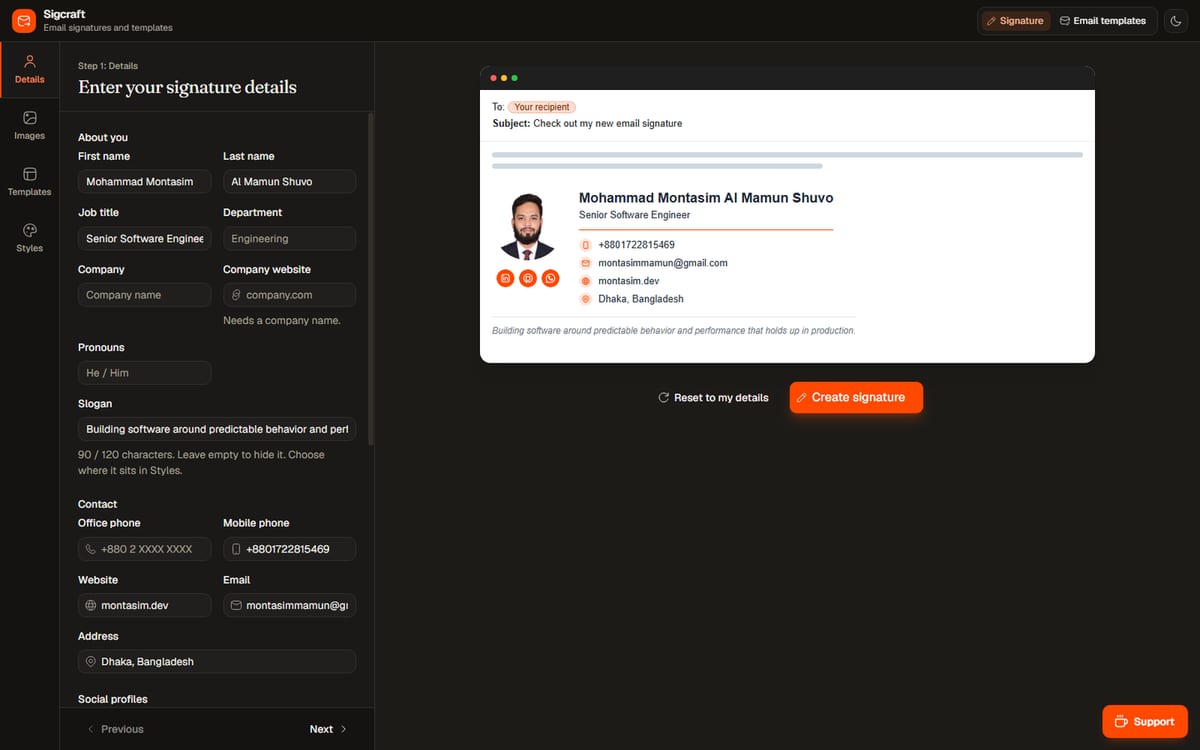 Sigcraft
Email signatures and templates
Signature
Email templates
Details
Images
Templates
Styles
Step 1: Details
Enter your signature details
About you
First name
Last name
Mohammad Montasim
Al Mamun Shuvo
Job title
Department
Senior Software Enginee
Engineering
Company
Company website
Company name
company.com
Needs a company name.
Pronouns
He / Him
Slogan
Building software around predictable behavior and perf
90 / 120 characters. Leave empty to hide it. Choose
where it sits in Styles.
Contact
Office phone
Mobile phone
+880 2 XXXX XXXX
+8801722815469
Website
Email
montasim.dev
montasimmamun@gr
Address
Dhaka, Bangladesh
Social profiles
Previous
Next
To: Your recipient
Subject: Check out my new email signature
Mohammad Montasim Al Mamun Shuvo
Senior Software Engineer
+8801722815469
montasimmamun@gmail.com
montasim.dev
Dhaka, Bangladesh
Building software around predictable behavior and performance that holds up in production.
Reset to my details
Create signature
Support